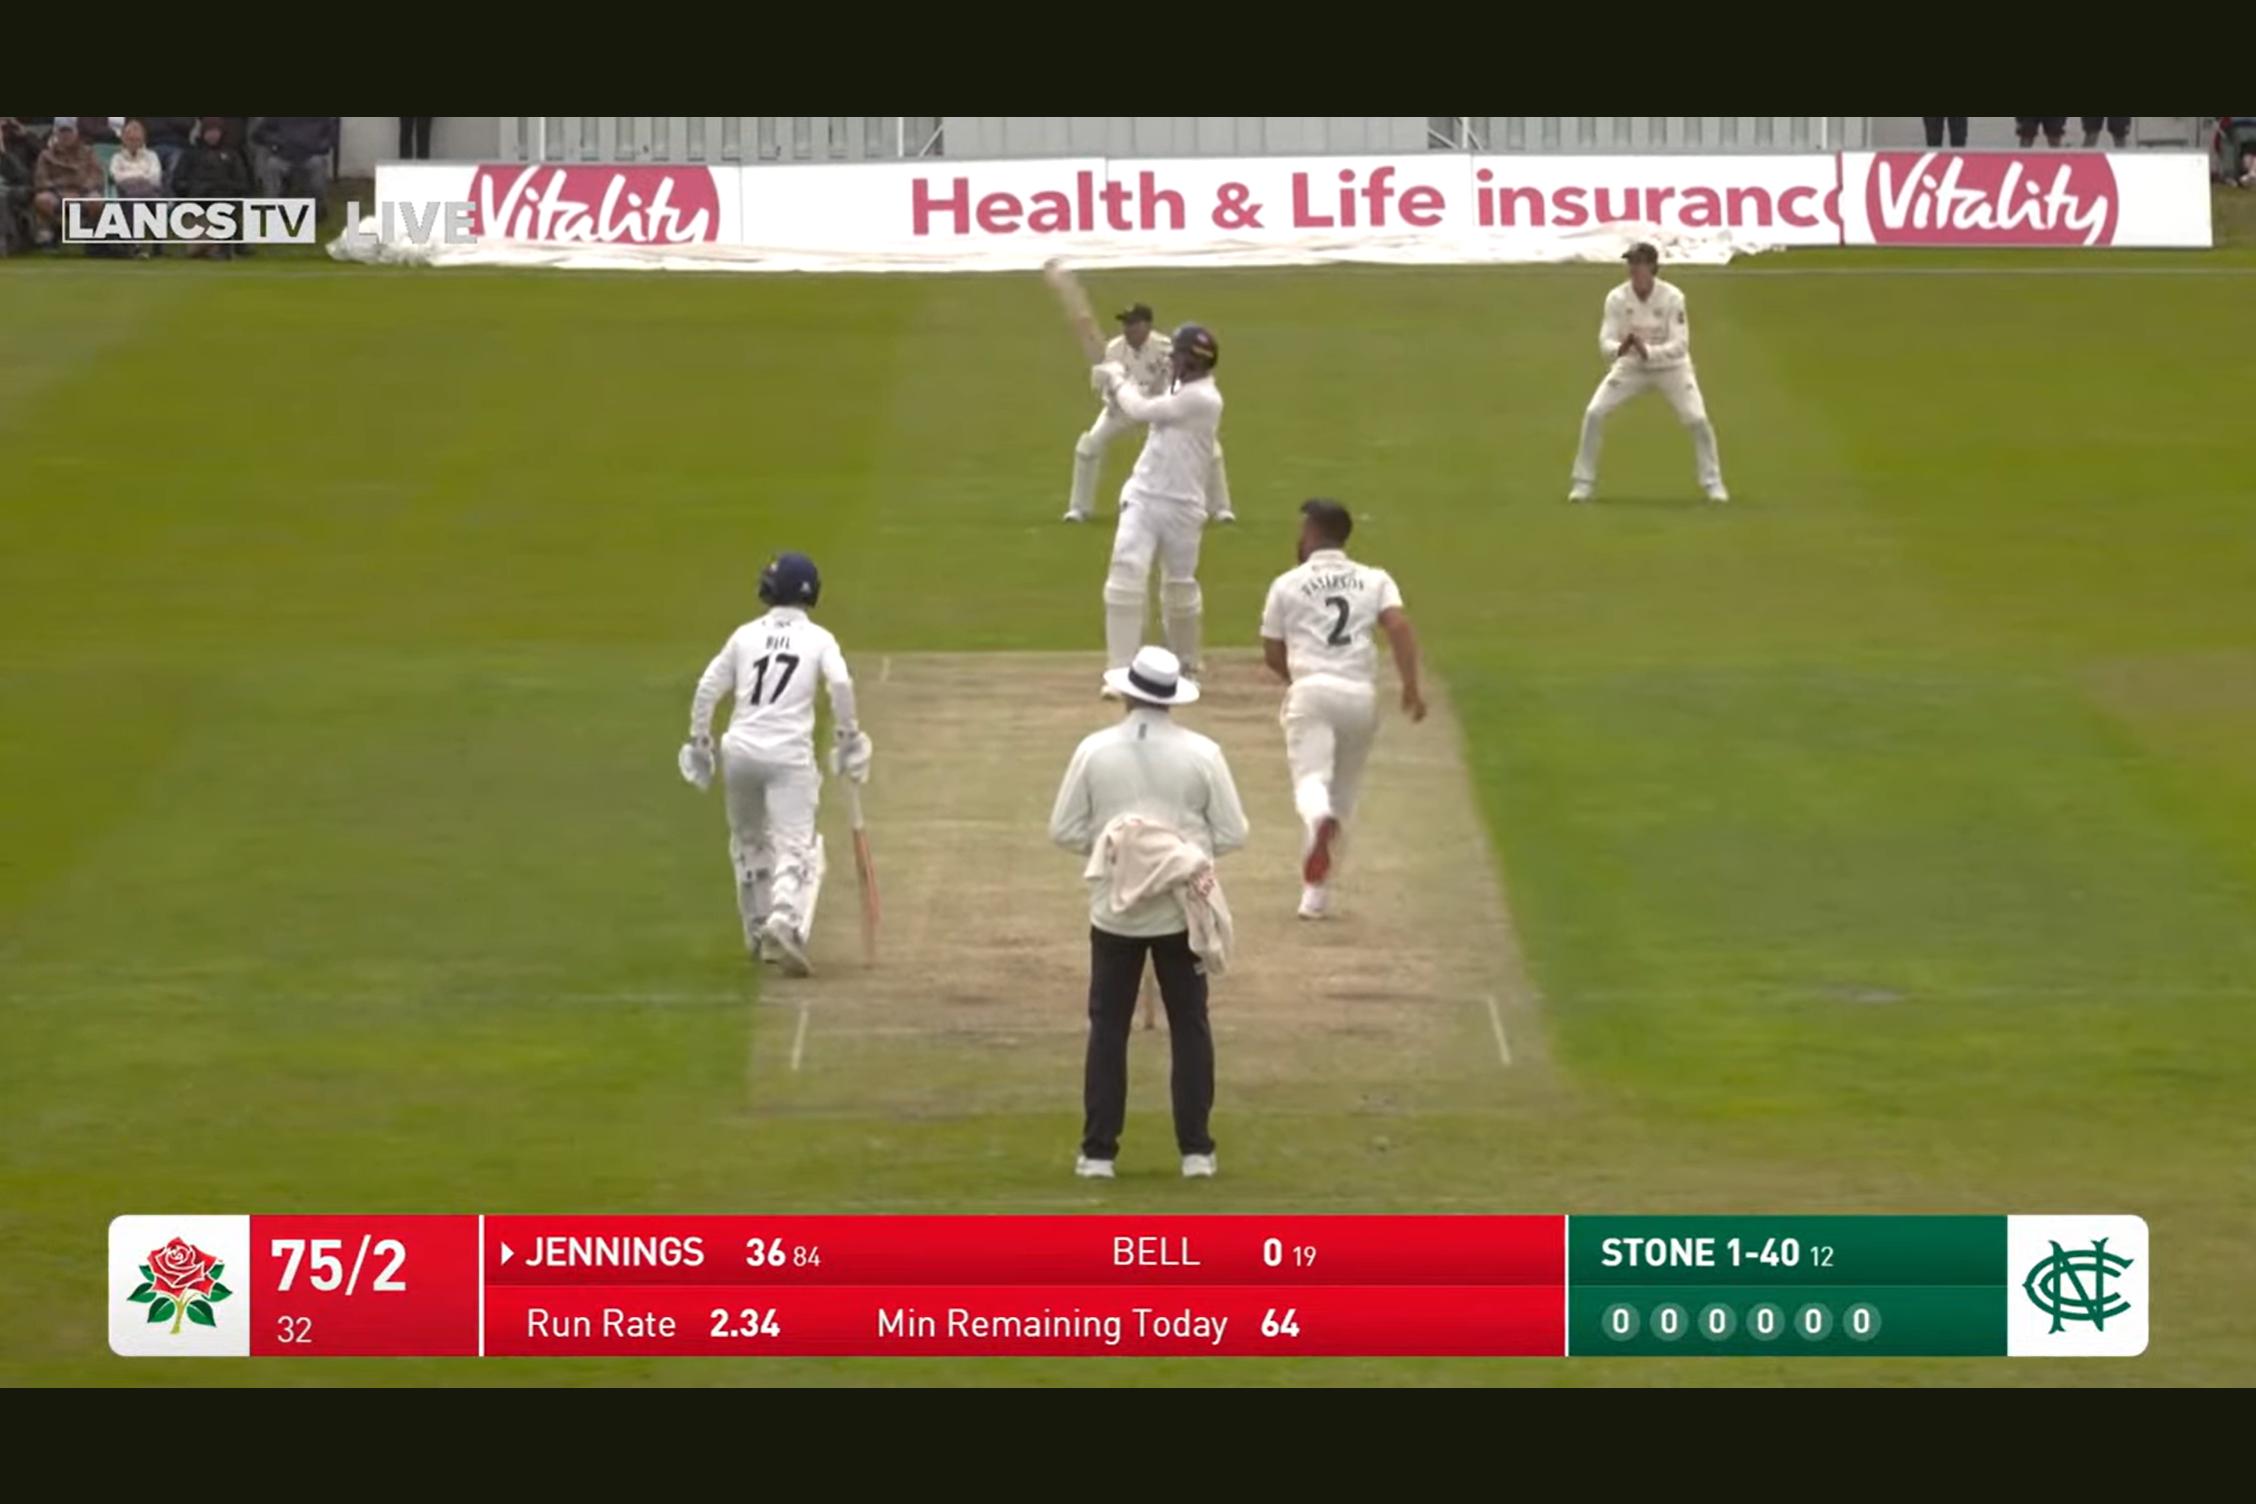 Vitality Health & Life insuranc Vitality
LANCS TV LIVE
2
BELL
17
75/2
32
JENNINGS 36 84 BELL 0 19
Run Rate 2.34 Min Remaining Today 64
STONE 1-40 12
0 0 0 0 0 0